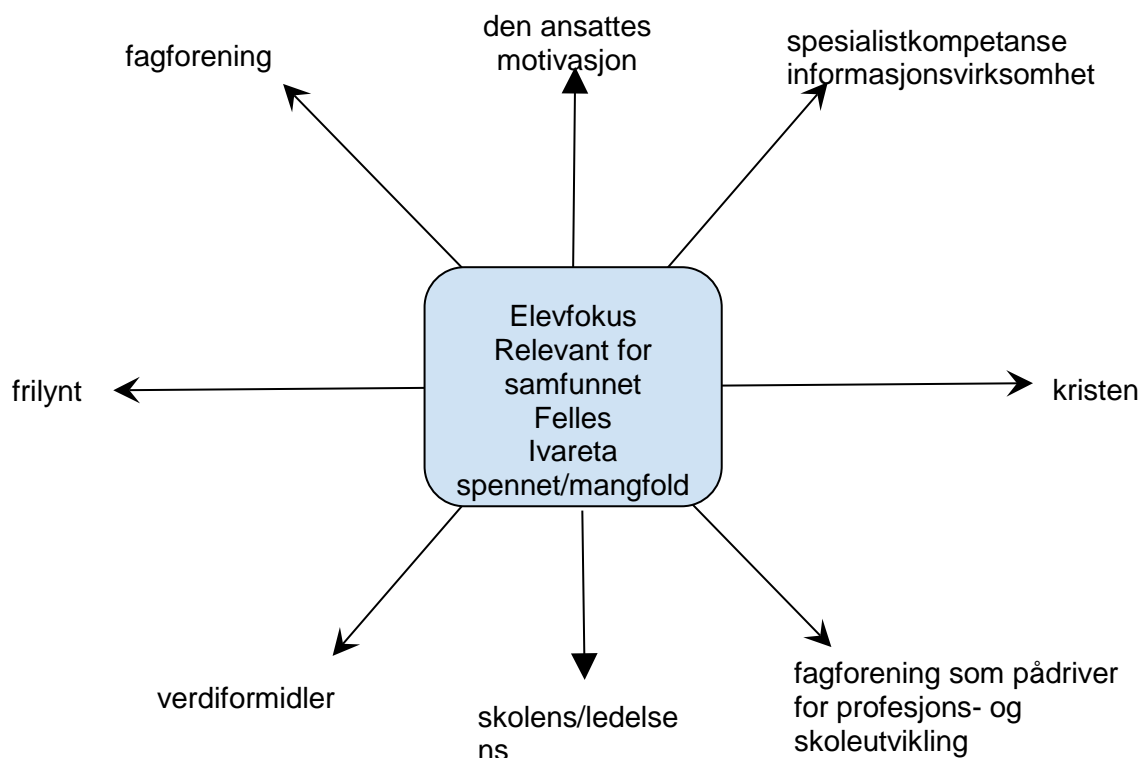 fagforening
den ansattes
motivasjon
spesialistkompetanse
informasjonsvirksomhet
frilynt
Elevfokus
Relevant for
samfunnet
Felles
Ivareta
spennet/mangfold
kristen
verdiformidler
skolens/ledelse
ns
fagforening som pådriver
for profesjons- og
skoleutvikling